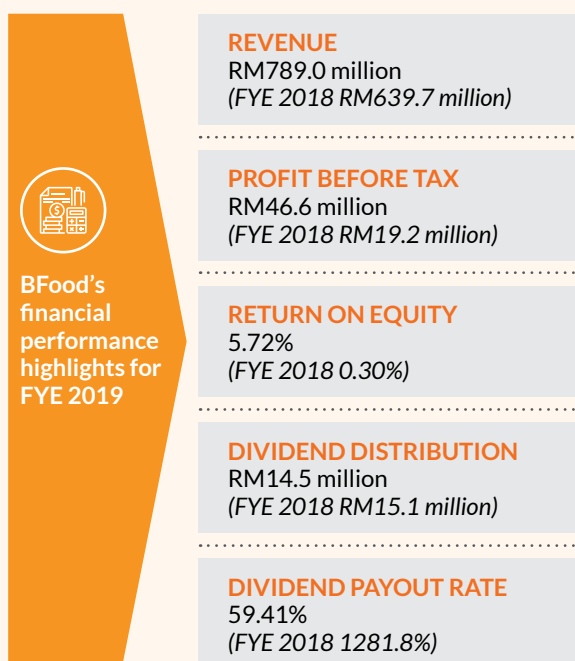 BFood's
financial
performance
highlights for
FYE 2019
REVENUE
RM789.0 million
(FYE 2018 RM639.7 million)
PROFIT BEFORE TAX
RM46.6 million
(FYE 2018 RM19.2 million)
RETURN ON EQUITY
5.72%
(FYE 2018 0.30%)
DIVIDEND DISTRIBUTION
RM14.5 million
(FYE 2018 RM15.1 million)
DIVIDEND PAYOUT RATE
59.41%
(FYE 2018 1281.8%)